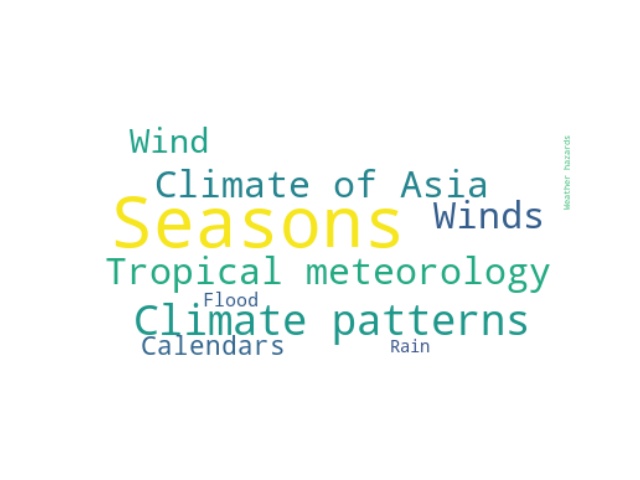 Wind
Weather hazards
Climate of Asia
Seasons
Winds
Tropical meteorology
Flood
Climate patterns
Calendars
Rain